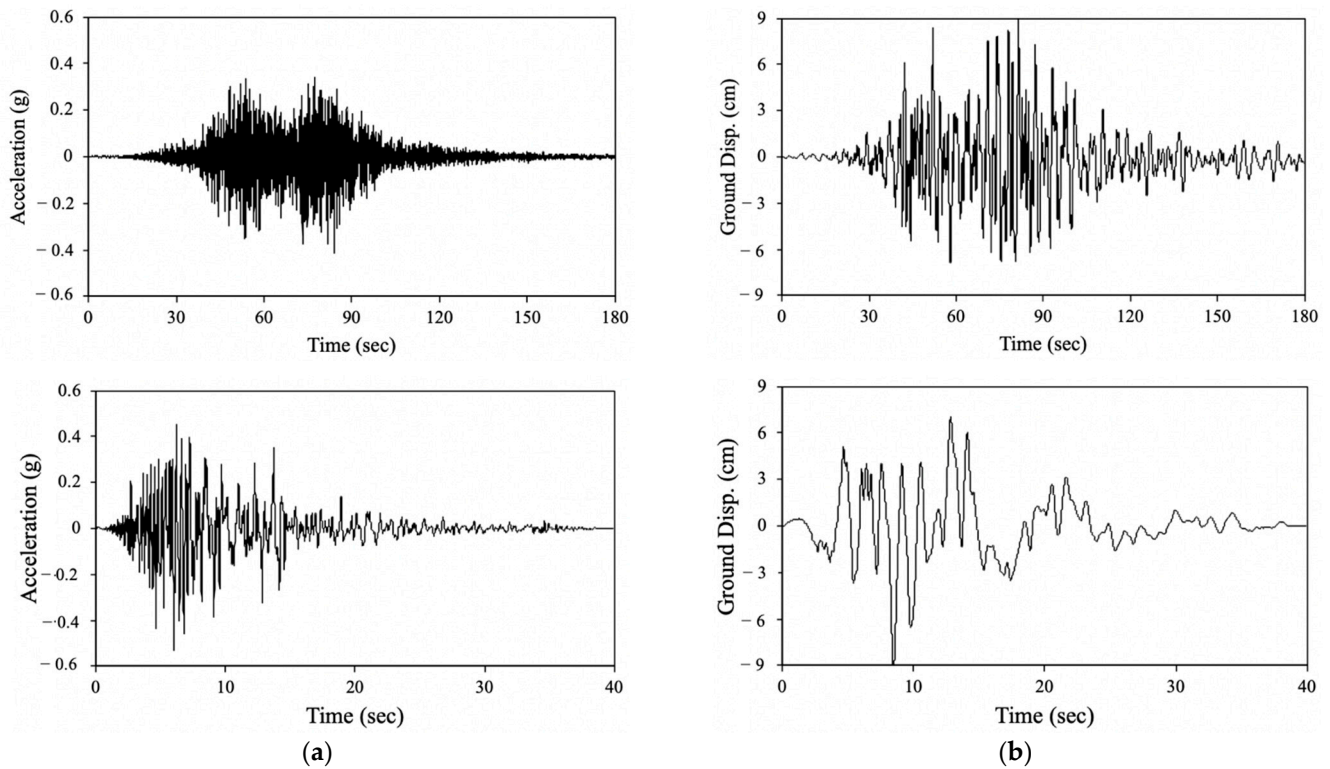 0.6
0.4
0.2
0
−0.2
−0.4
−0.6
Acceleration (g)
0 30 60 90 120 150 180
Time (sec)
9
6
3
0
−3
−6
−9
Ground Disp. (cm)
0 30 60 90 120 150 180
Time (sec)
0.6
0.4
0.2
0
−0.2
−0.4
−0.6
Acceleration (g)
0 10 20 30 40
Time (sec)
9
6
3
0
−3
−6
−9
Ground Disp. (cm)
0 10 20 30 40
Time (sec)
(a)
(b)